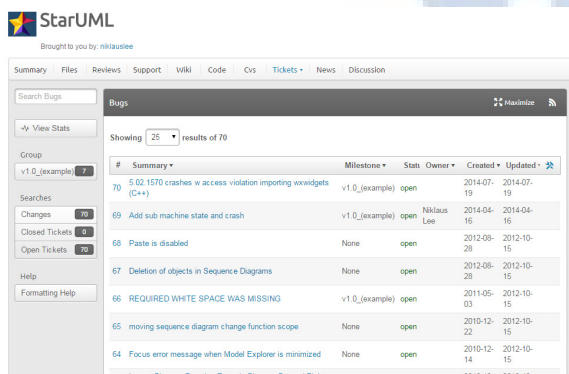 StarUML
Brought to you by: niklauslee
Summary Files Reviews Support Wiki Code Cvs Tickets News Discussion
Search Bugs
View Stats
Group
v1.0_(example) 7
Searches
Changes 70
Closed Tickets 0
Open Tickets 70
Help
Formatting Help
Bugs Maximize
Showing 25 results of 70
# Summary Milestone Statu Owner Created Updated
70 5.02.1570 crashes w access violation importing wxwidgets (C++) v1.0_(example) open 2014-07-19 2014-07-19
69 Add sub machine state and crash v1.0_(example) open Niklaus Lee 2014-04-16 2014-04-16
68 Paste is disabled None open 2012-08-28 2012-10-15
67 Deletion of objects in Sequence Diagrams None open 2012-08-28 2012-10-15
66 REQUIRED WHITE SPACE WAS MISSING v1.0_(example) open 2011-05-03 2012-10-15
65 moving sequence diagram change function scope None open 2010-12-22 2012-10-15
64 Focus error message when Model Explorer is minimized None open 2010-12-14 2012-10-15